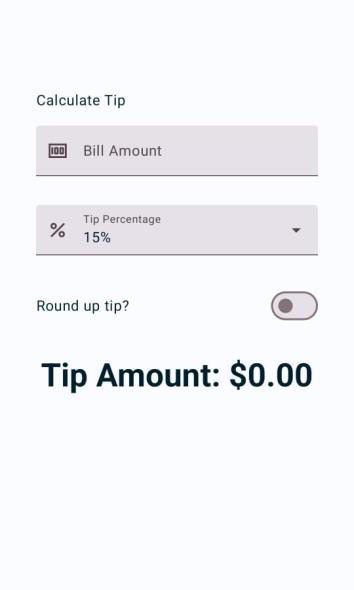 Calculate Tip
Bill Amount
Tip Percentage
15%
Round up tip?
Tip Amount: $0.00